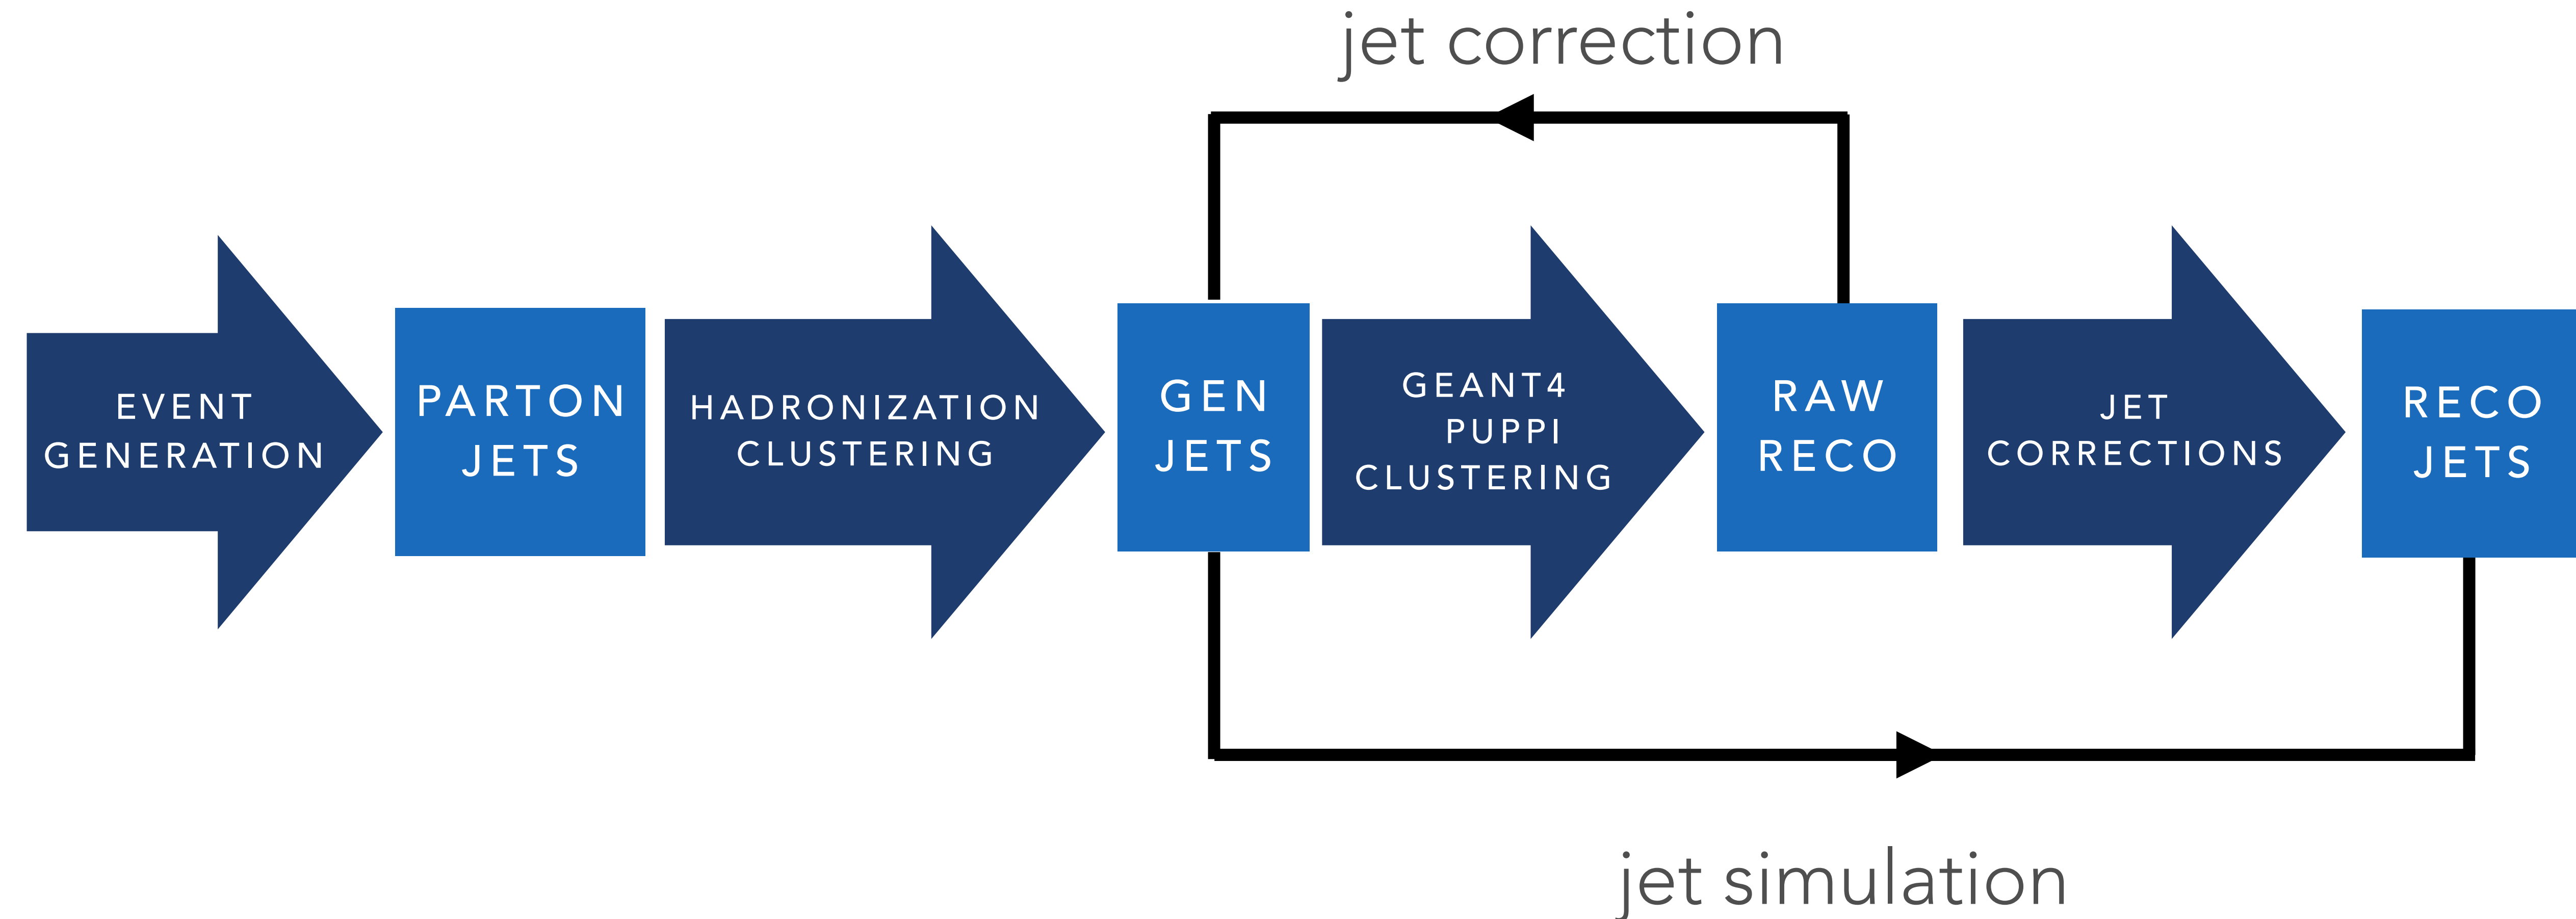 jet correction
EVENT
GENERATION
PARTON
JETS
HADRONIZATION
CLUSTERING
GEN
JETS
GEANT4
PUPPI
CLUSTERING
RAW
RECO
JET
CORRECTIONS
RECO
JETS
jet simulation